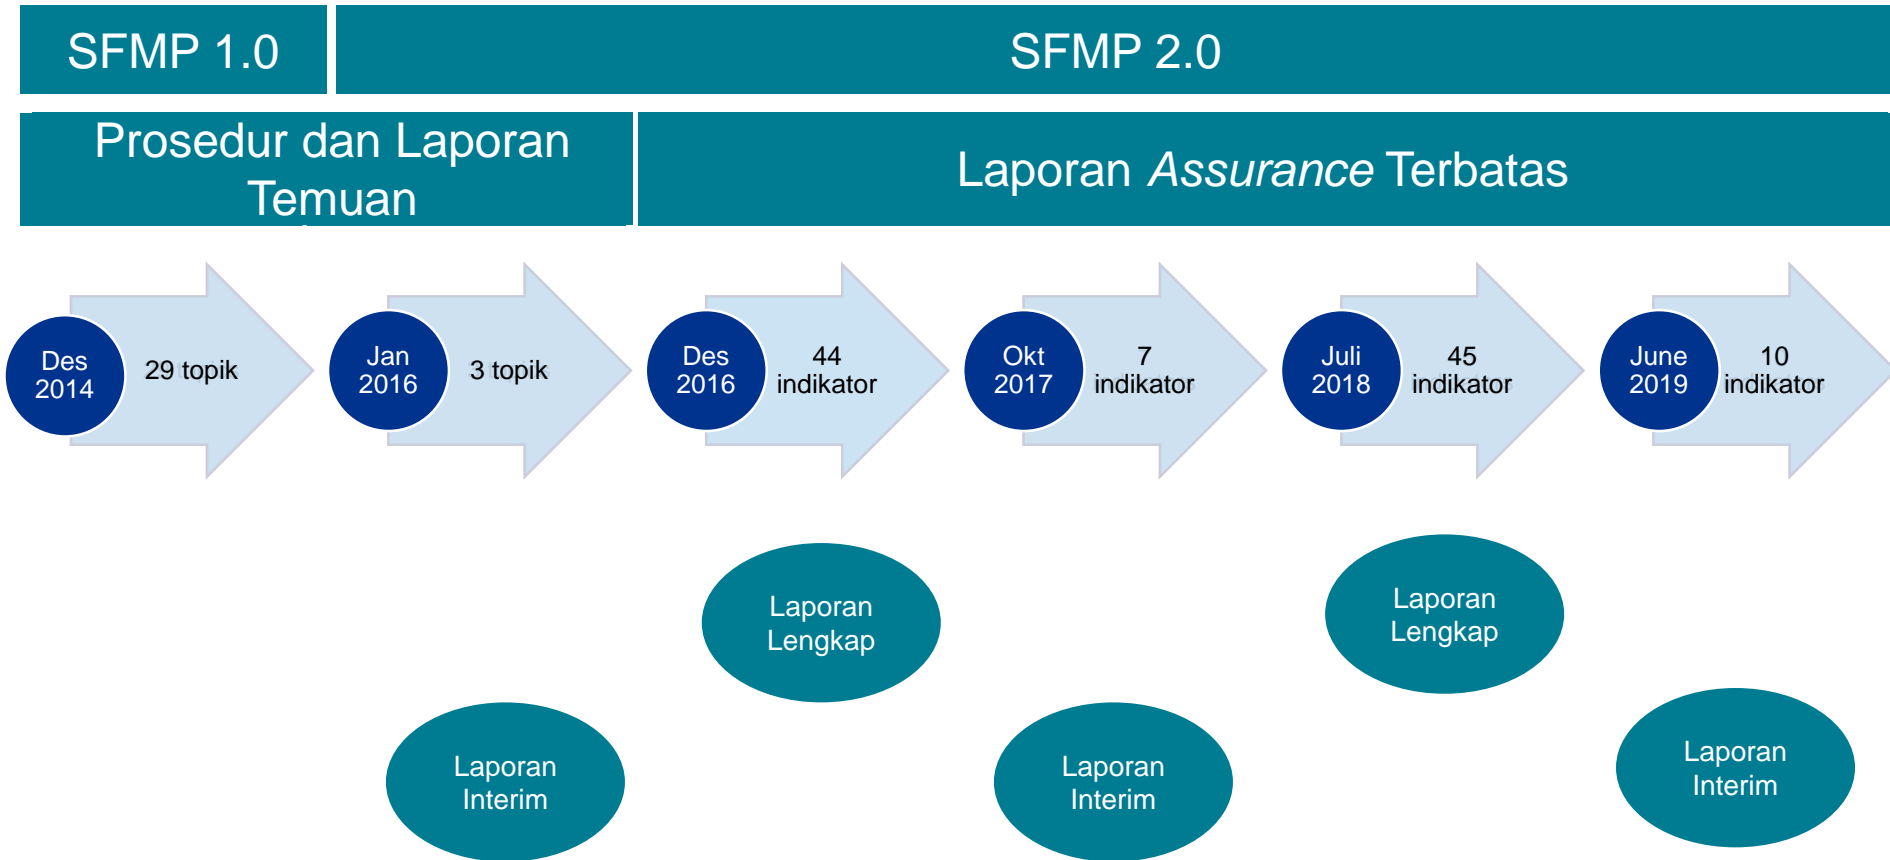 SFMP 1.0
SFMP 2.0
Prosedur dan Laporan
Temuan
Laporan Assurance Terbatas
Des
2014
29 topik
Jan
2016
3 topik
Des
2016
44
indikator
Okt
2017
7
indikator
Juli
2018
45
indikator
June
2019
10
indikator
Laporan
Lengkap
Laporan
Lengkap
Laporan
Interim
Laporan
Interim
Laporan
Interim